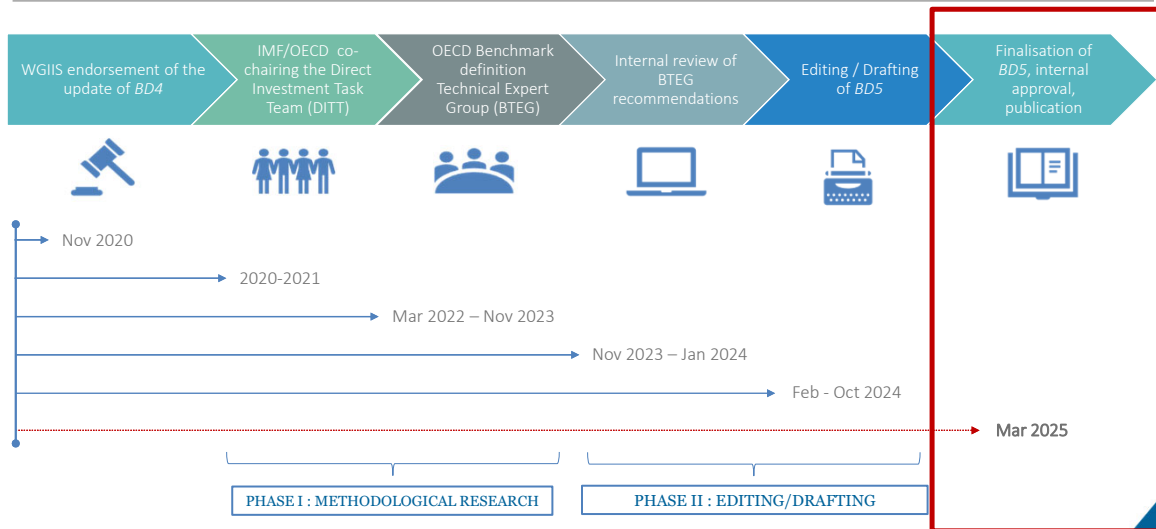 WGIIS endorsement of the
update of BD4
IMF/OECD co-
chairing the Direct
Investment Task
Team (DITT)
OECD Benchmark
definition
Technical Expert
Group (BTEG)
Internal review of
BTEG
recommendations
Editing / Drafting
of BD5
Finalisation of
BD5, internal
approval,
publication
Nov 2020
2020-2021
Mar 2022 – Nov 2023
Nov 2023 – Jan 2024
Feb - Oct 2024
Mar 2025
PHASE I : METHODOLOGICAL RESEARCH
PHASE II : EDITING/DRAFTING